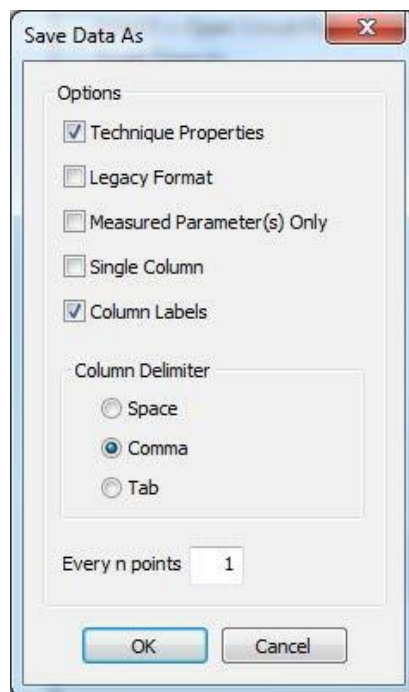 Save Data As
Options
Technique Properties
Legacy Format
Measured Parameter(s) Only
Single Column
Column Labels
Column Delimiter
Space
Comma
Tab
Every n points 1
OK Cancel